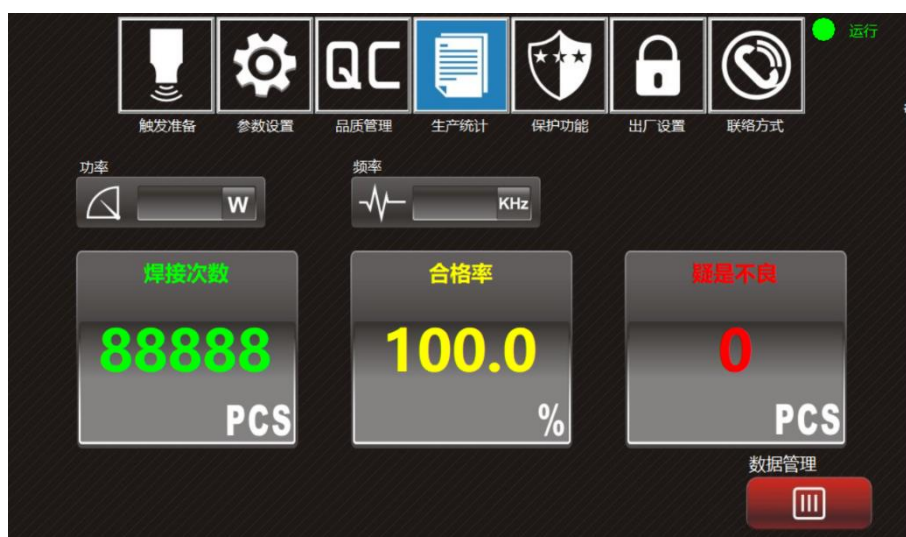 运行
QC
触发准备 参数设置 品质管理 生产统计 保护功能 出厂设置 联络方式
功率 频率
W KHz
焊接次数 合格率 疑是不良
88888 100.0 0
PCS % PCS
数据管理